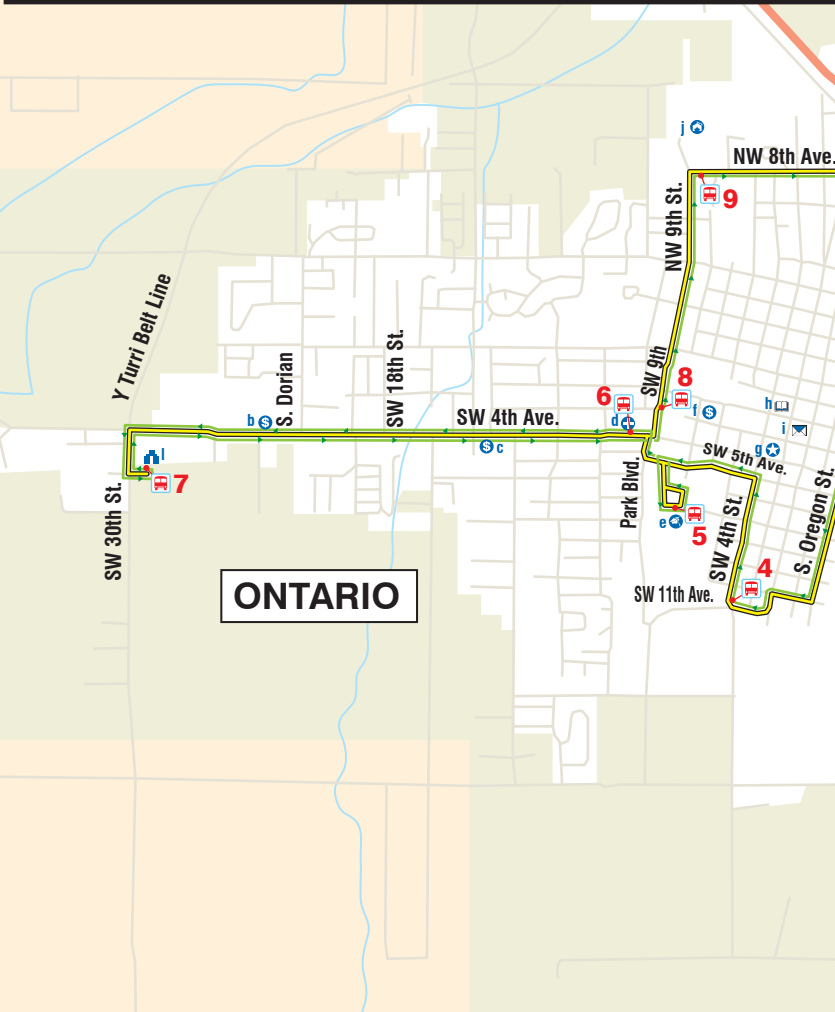 j
NW 8th Ave.
9
NW 9th St.
Y Turri Belt Line
S. Dorian
SW 18th St.
SW 9th
8
6
SW 4th Ave.
b
d
f
h
i
c
g
l
SW 5th Ave.
7
SW 30th St.
Park Blvd.
e
5
SW 4th St.
S. Oregon St.
4
ONTARIO
SW 11th Ave.